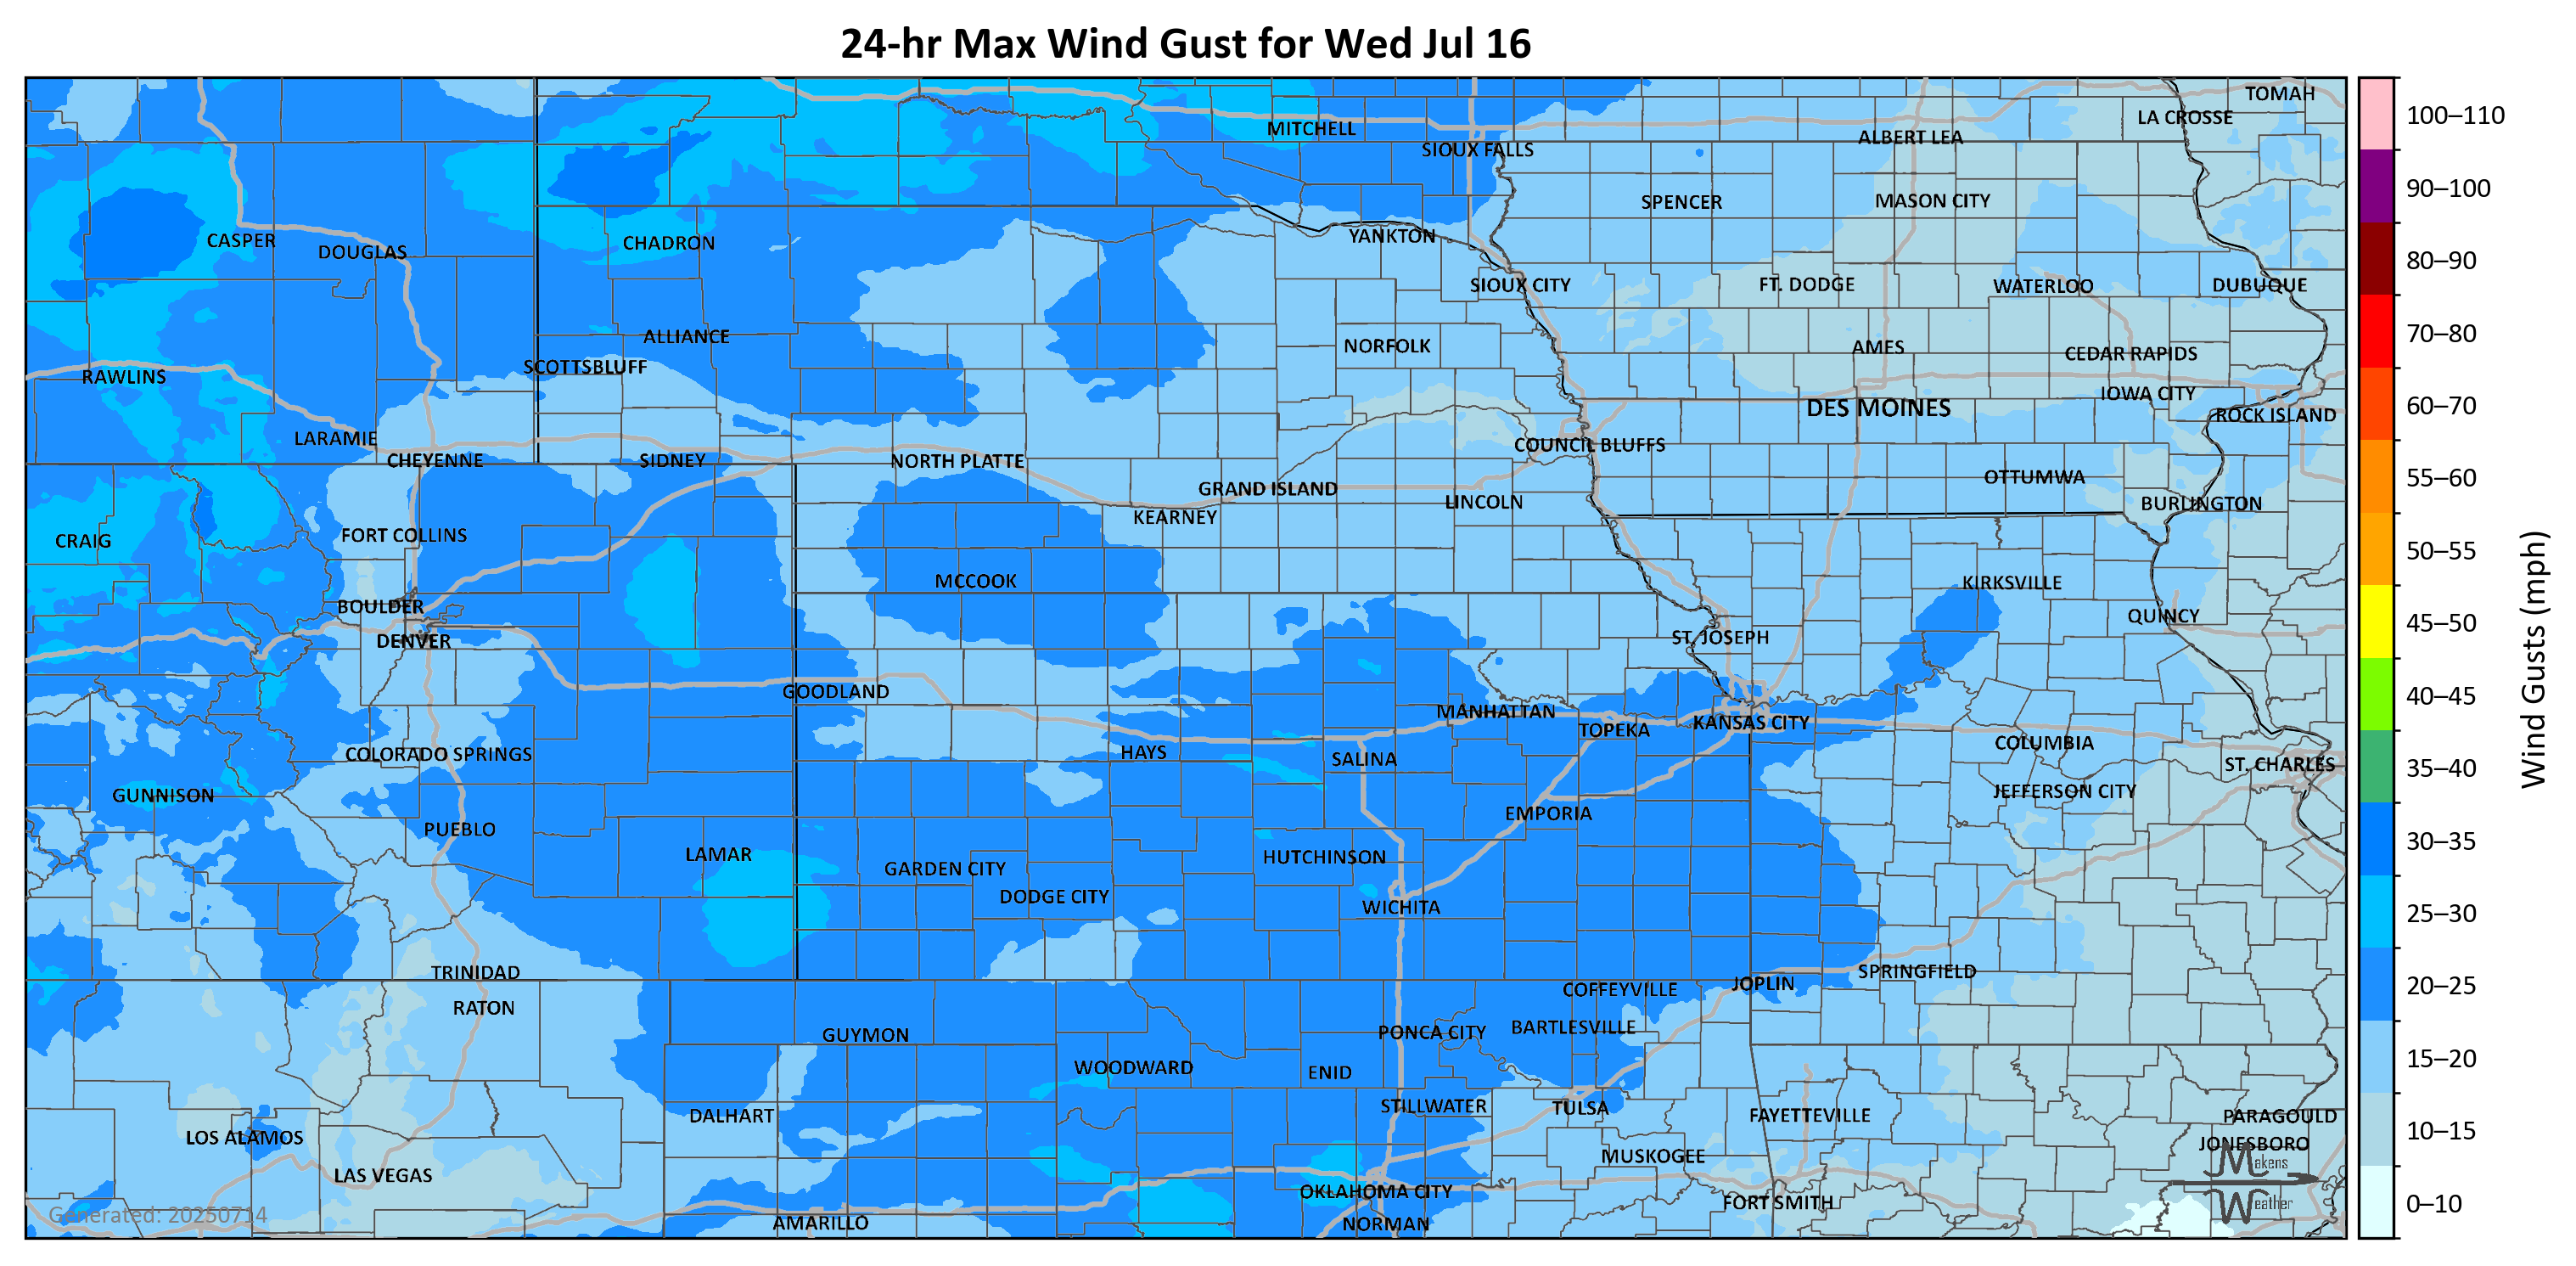 24-hr Max Wind Gust for Wed Jul 16
TOMAH
LA CROSSE
MITCHELL
ALBERT LEA
SIOUX FALLS
SPENCER
MASON CITY
CASPER
DOUGLAS
CHADRON
YANKTON
SIOUX CITY
FT. DODGE
WATERLOO
DUBUQUE
ALLIANCE
NORFOLK
AMES
CEDAR RAPIDS
SCOTTSBLUFF
RAWLINS
IOWA CITY
DES MOINES
ROCK ISLAND
LARAMIE
COUNCIL BLUFFS
CHEYENNE
SIDNEY
NORTH PLATTE
OTTUMWA
GRAND ISLAND
LINCOLN
BURLINGTON
KEARNEY
FORT COLLINS
CRAIG
MCCOOK
KIRKSVILLE
BOULDER
QUINCY
DENVER
ST. JOSEPH
GOODLAND
MANHATTAN
KANSAS CITY
TOPEKA
COLUMBIA
COLORADO SPRINGS
HAYS
SALINA
ST. CHARLES
GUNNISON
JEFFERSON CITY
EMPORIA
PUEBLO
LAMAR
HUTCHINSON
GARDEN CITY
DODGE CITY
WICHITA
TRINIDAD
SPRINGFIELD
JOPLIN
COFFEYVILLE
RATON
GUYMON
PONCA CITY
BARTLESVILLE
WOODWARD
ENID
STILLWATER
TULSA
DALHART
FAYETTEVILLE
PARAGOULD
LOS ALAMOS
JONESBORO
MUSKOGEE
LAS VEGAS
OKLAHOMA CITY
FORT SMITH
AMARILLO
NORMAN
Generated: 20250714
Makens
Weather
100–110
90–100
80–90
70–80
60–70
55–60
50–55
45–50
40–45
35–40
30–35
25–30
20–25
15–20
10–15
0–10
Wind Gusts (mph)